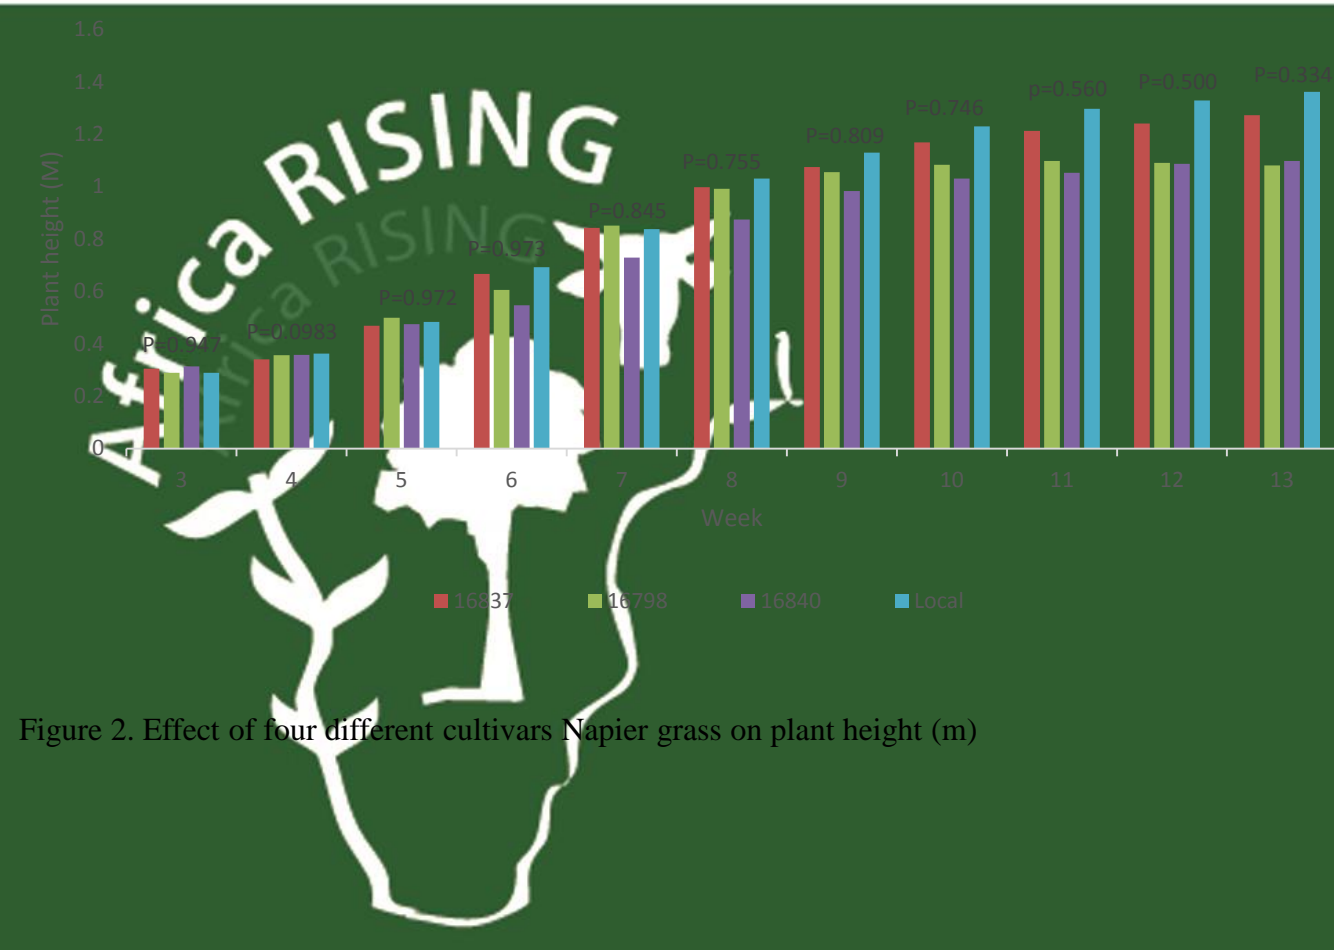 1.6
1.4
1.2
1
0.8
0.6
0.4
0.2
0
Plant height (M)
P=0.947
P=0.0983
P=0.972
P=0.973
P=0.845
P=0.755
P=0.809
P=0.746
p=0.560
P=0.500
P=0.334
3 4 5 6 7 8 9 10 11 12 13
Week
16837 16798 16840 Local
Africa RISING
Africa RISING
Figure 2. Effect of four different cultivars Napier grass on plant height (m)